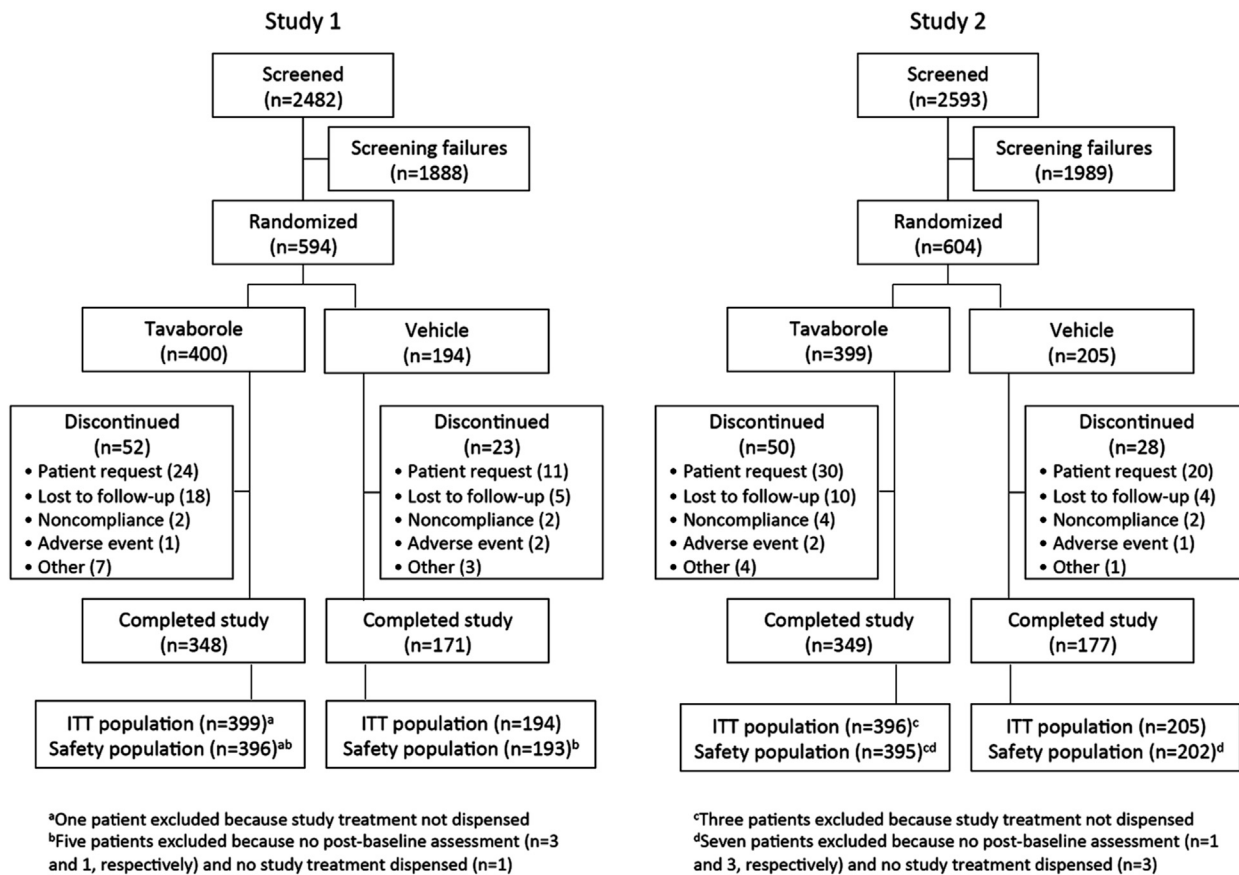 Study 1
Screened
(n=2482)
Screening failures
(n=1888)
Randomized
(n=594)
Tavaborole
(n=400)
Vehicle
(n=194)
Discontinued
(n=52)
• Patient request (24)
• Lost to follow-up (18)
• Noncompliance (2)
• Adverse event (1)
• Other (7)
Discontinued
(n=23)
• Patient request (11)
• Lost to follow-up (5)
• Noncompliance (2)
• Adverse event (2)
• Other (3)
Completed study
(n=348)
Completed study
(n=171)
ITT population (n=399)ᵃ
Safety population (n=396)ᵃᵇ
ITT population (n=194)
Safety population (n=193)ᵇ
ᵃOne patient excluded because study treatment not dispensed
ᵇFive patients excluded because no post-baseline assessment (n=3
and 1, respectively) and no study treatment dispensed (n=1)
Study 2
Screened
(n=2593)
Screening failures
(n=1989)
Randomized
(n=604)
Tavaborole
(n=399)
Vehicle
(n=205)
Discontinued
(n=50)
• Patient request (30)
• Lost to follow-up (10)
• Noncompliance (4)
• Adverse event (2)
• Other (4)
Discontinued
(n=28)
• Patient request (20)
• Lost to follow-up (4)
• Noncompliance (2)
• Adverse event (1)
• Other (1)
Completed study
(n=349)
Completed study
(n=177)
ITT population (n=396)ᶜ
Safety population (n=395)ᶜᵈ
ITT population (n=205)
Safety population (n=202)ᵈ
ᶜThree patients excluded because study treatment not dispensed
ᵈSeven patients excluded because no post-baseline assessment (n=1
and 3, respectively) and no study treatment dispensed (n=3)